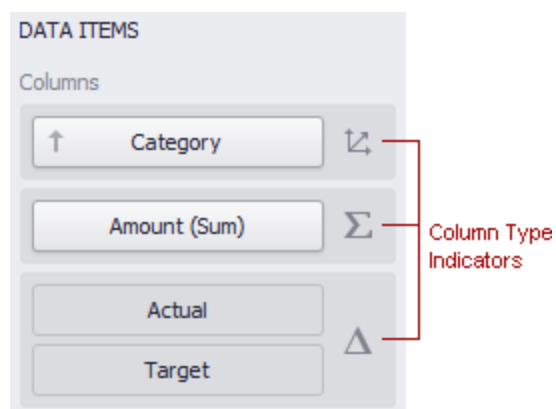 DATA ITEMS
Columns
Category
Amount (Sum)
Σ
Actual
Target
Δ
Column Type
Indicators